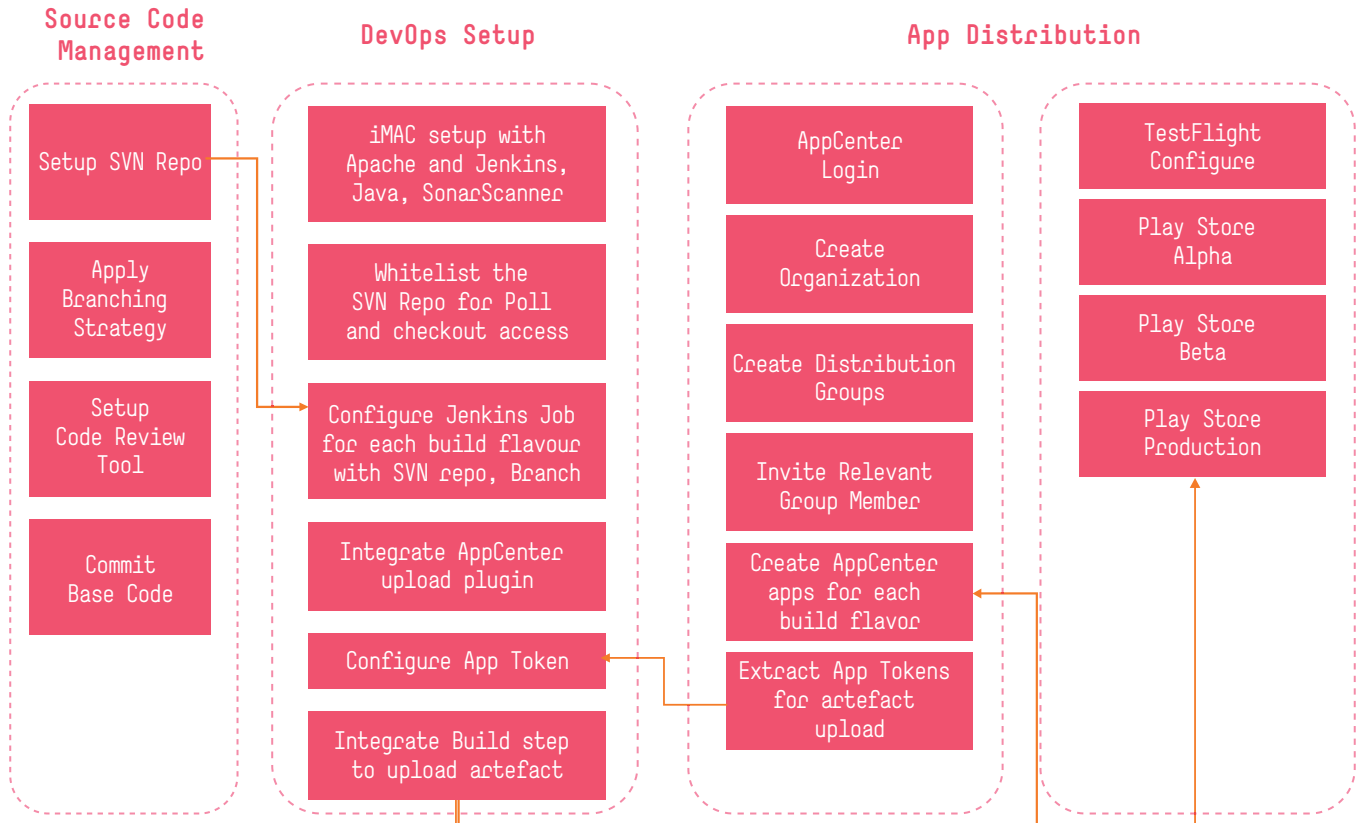 Source Code
Management
DevOps Setup
App Distribution
Setup SVN Repo
Apply
Branching
Strategy
Setup
Code Review
Tool
Commit
Base Code
iMAC setup with
Apache and Jenkins,
Java, SonarScanner
Whitelist the
SVN Repo for Poll
and checkout access
Configure Jenkins Job
for each build flavour
with SVN repo, Branch
Integrate AppCenter
upload plugin
Configure App Token
Integrate Build step
to upload artefact
AppCenter
Login
Create
Organization
Create Distribution
Groups
Invite Relevant
Group Member
Create AppCenter
apps for each
build flavor
Extract App Tokens
for artefact
upload
TestFlight
Configure
Play Store
Alpha
Play Store
Beta
Play Store
Production